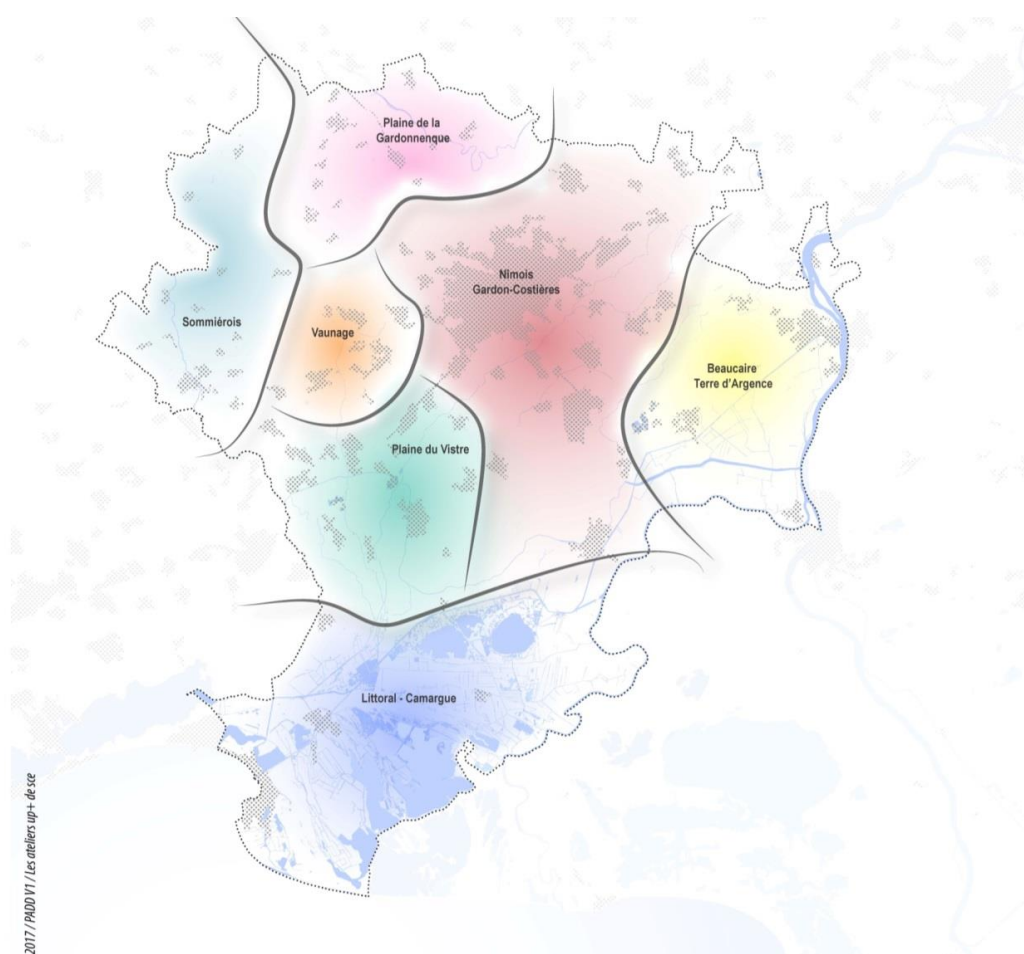 Plaine de la
Gardonnenque
Nîmois
Gardon-Costières
Sommiérois
Vaunage
Beaucaire
Terre d'Argence
Plaine du Vistre
Littoral - Camargue
2017 / PADD V1 / Les ateliers up+ de sce